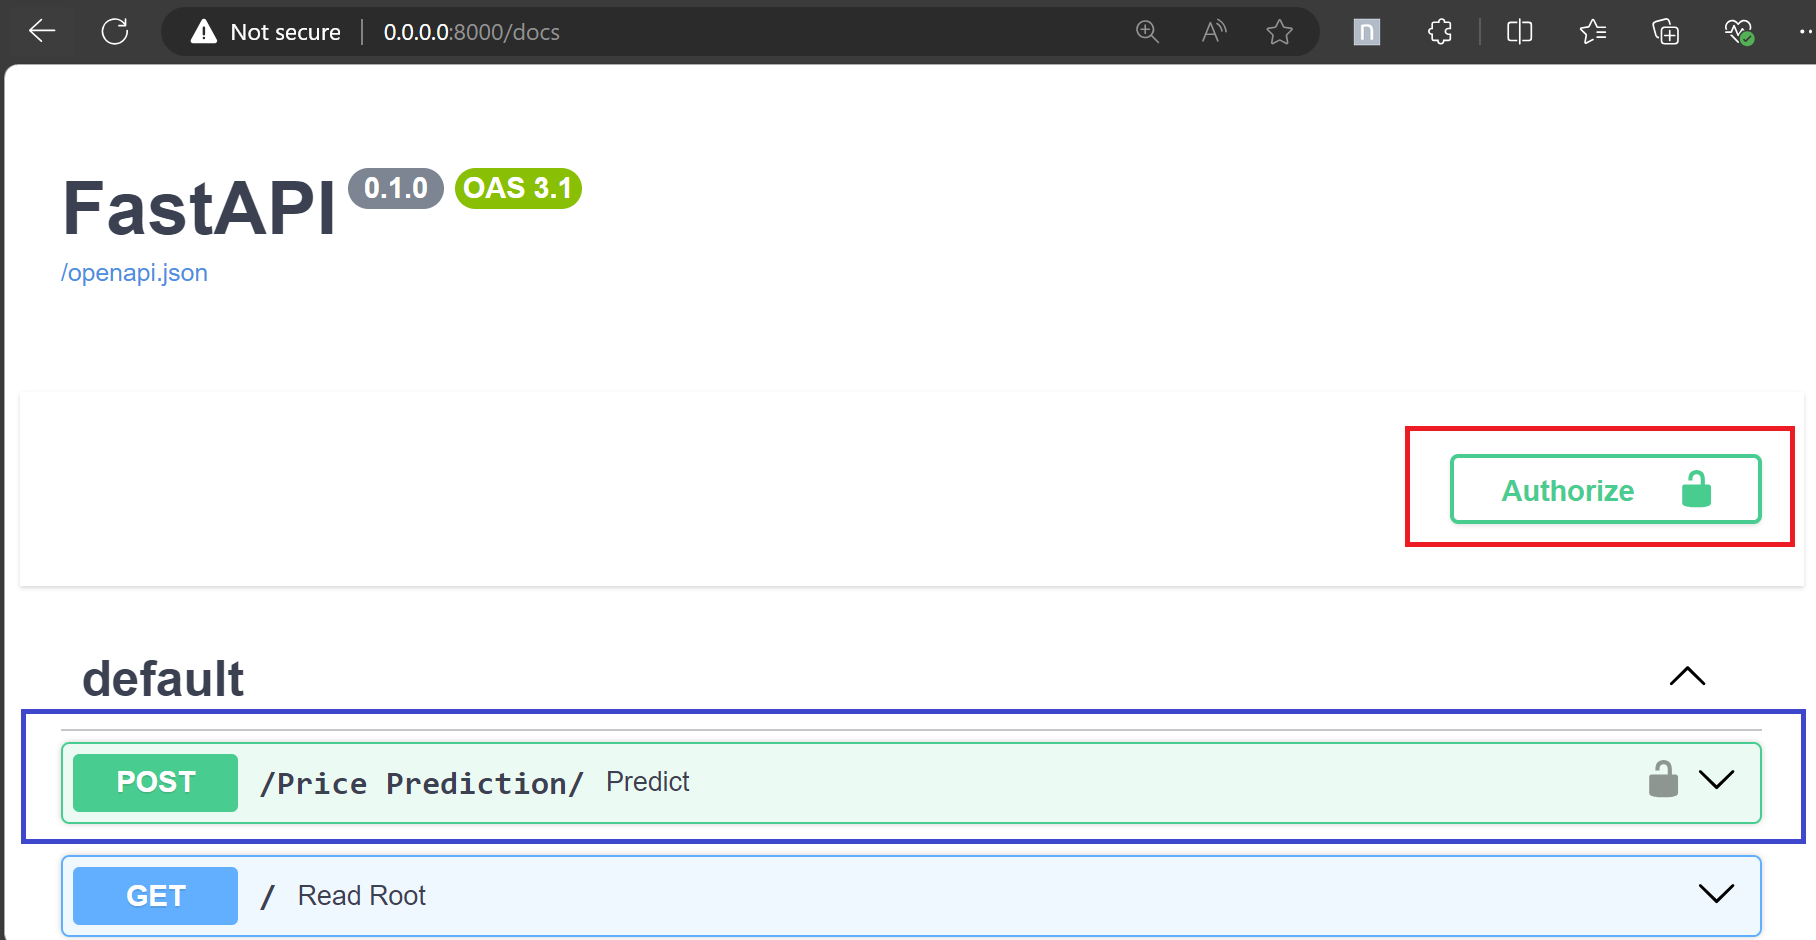 Not secure 0.0.0.0:8000/docs
FastAPI 0.1.0 OAS 3.1
/openapi.json
Authorize
default
POST /Price Prediction/ Predict
GET / Read Root